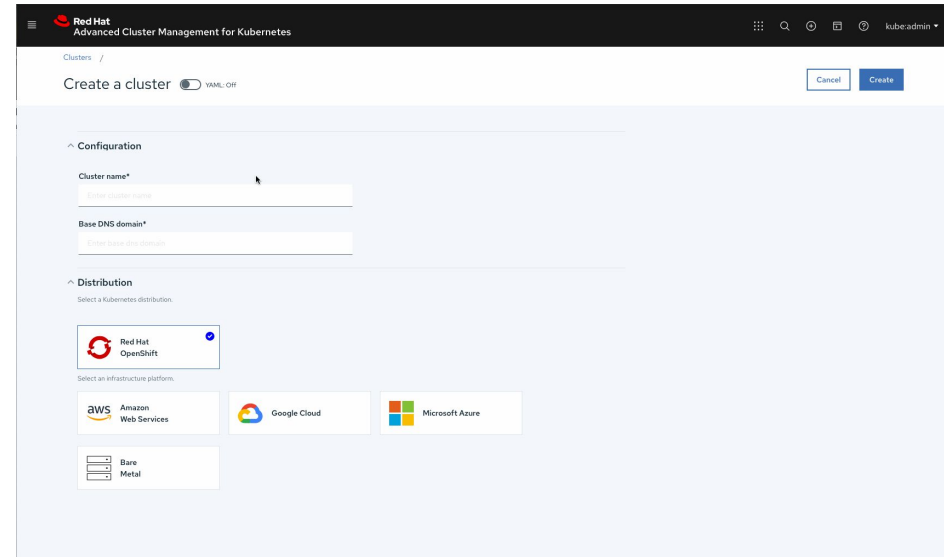 Red Hat
Advanced Cluster Management for Kubernetes
kube:admin
Clusters /
Create a cluster YAML: Off
Cancel Create
Configuration
Cluster name*
Enter cluster name
Base DNS domain*
Enter base dns domain
Distribution
Select a Kubernetes distribution.
Red Hat
OpenShift
Select an infrastructure platform.
aws Amazon
Web Services
Google Cloud
Microsoft Azure
Bare
Metal